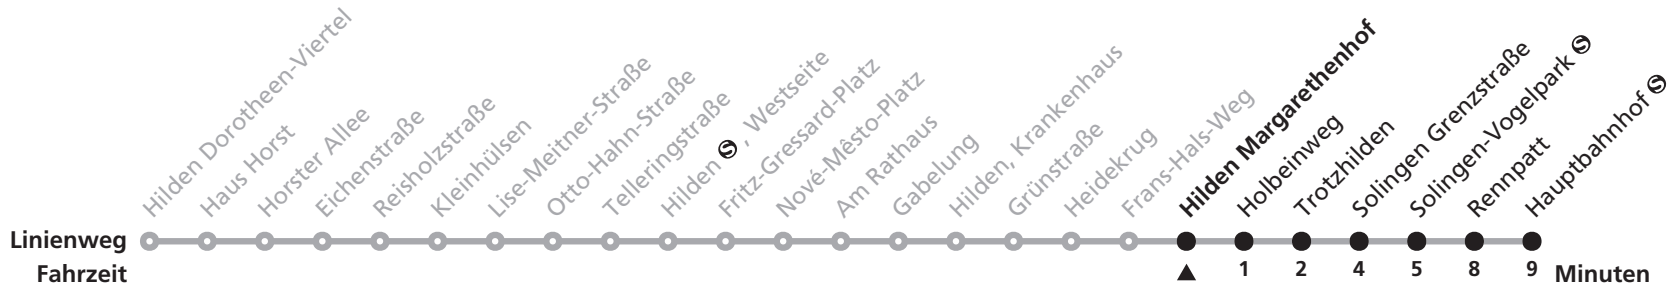 Hilden Dorotheen-Viertel
Haus Horst
Horster Allee
Eichenstraße
Reisholzstraße
Kleinhülsen
Lise-Meitner-Straße
Otto-Hahn-Straße
Telleringstraße
Hilden Ⓢ, Westseite
Fritz-Gressard-Platz
Nové-Mêsto-Platz
Am Rathaus
Gabelung
Hilden, Krankenhaus
Grünstraße
Heidekrug
Frans-Hals-Weg
Hilden Margarethenhof
Holbeinweg
Trotzhilden
Solingen Grenzstraße
Solingen-Vogelpark Ⓢ
Rennpatt
Hauptbahnhof Ⓢ
Linienweg
Fahrzeit ▲ 1 2 4 5 8 9 Minuten